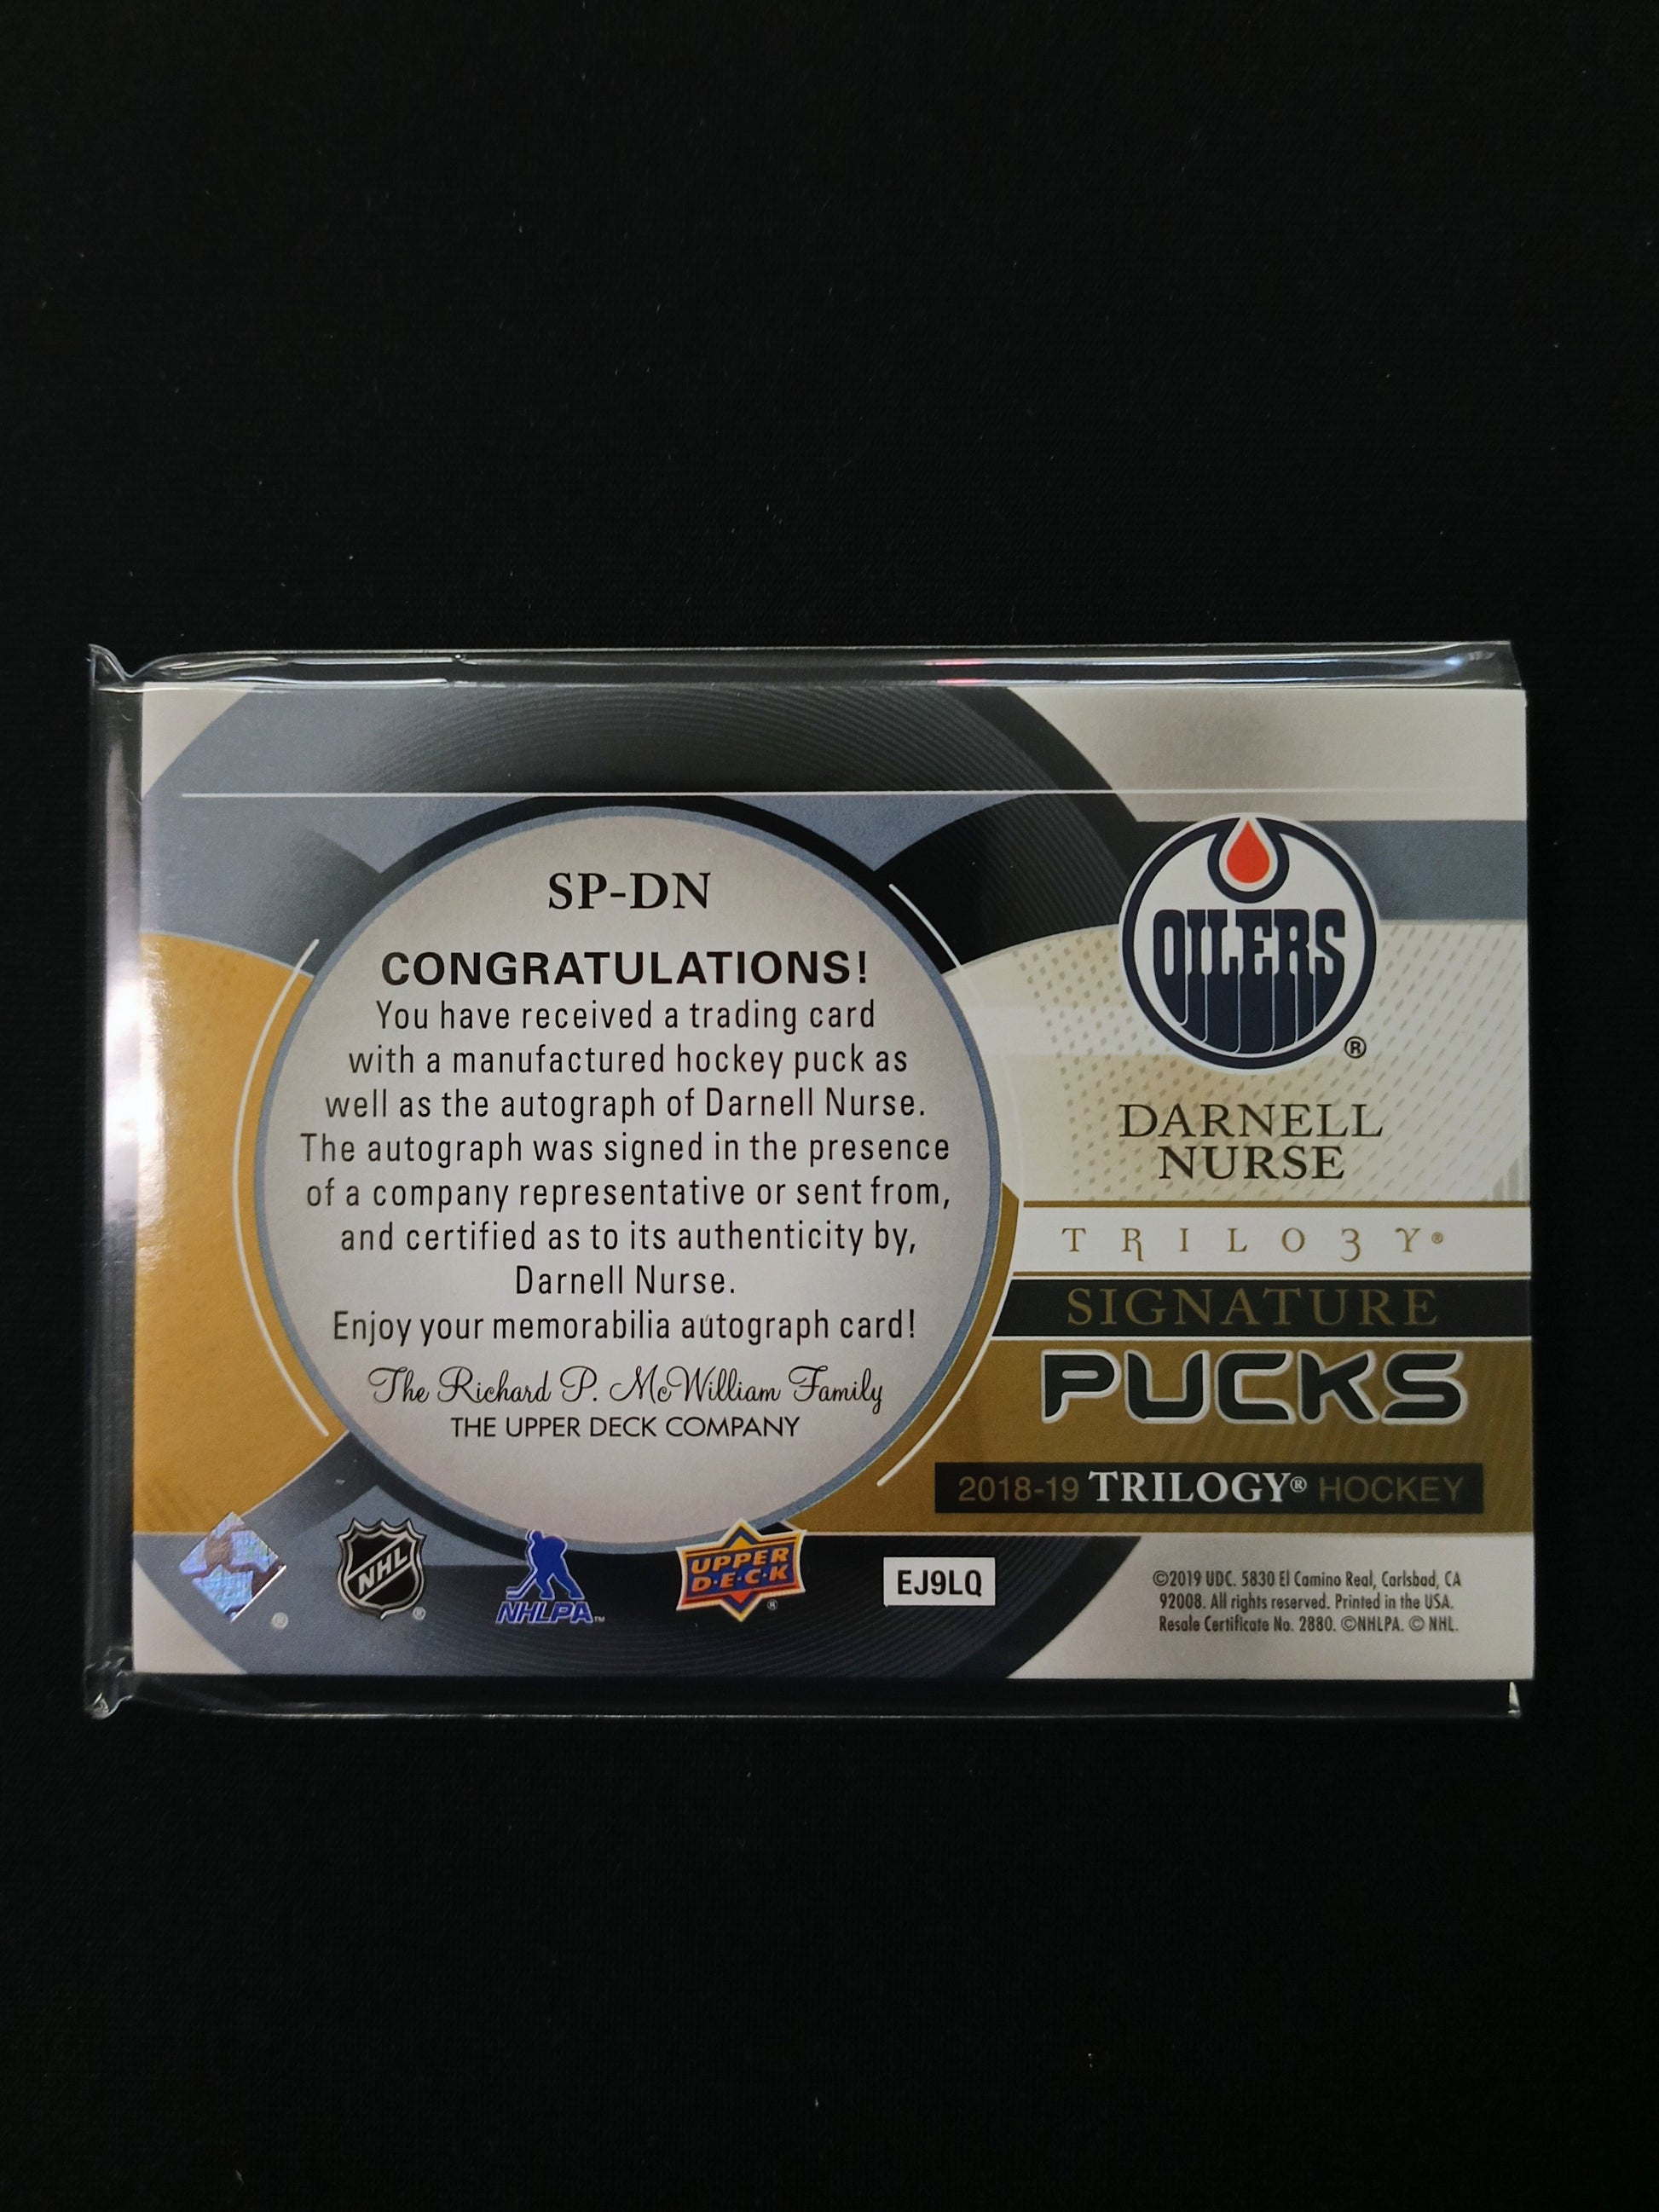 SP-DN
CONGRATULATIONS!
You have received a trading card
with a manufactured hockey puck as
well as the autograph of Darnell Nurse.
The autograph was signed in the presence
of a company representative or sent from,
and certified as to its authenticity by,
Darnell Nurse.
Enjoy your memorabilia autograph card!
The Richard P. McWilliam Family
THE UPPER DECK COMPANY
OILERS
®
DARNELL
NURSE
TRILO3Y®
SIGNATURE
PUCKS
2018-19 TRILOGY® HOCKEY
®
NHL
®
NHLPA™
UPPER
D·E·C·K
®
EJ9LQ
©2019 UDC. 5830 El Camino Real, Carlsbad, CA
92008. All rights reserved. Printed in the USA.
Resale Certificate No. 2880. ©NHLPA. © NHL.